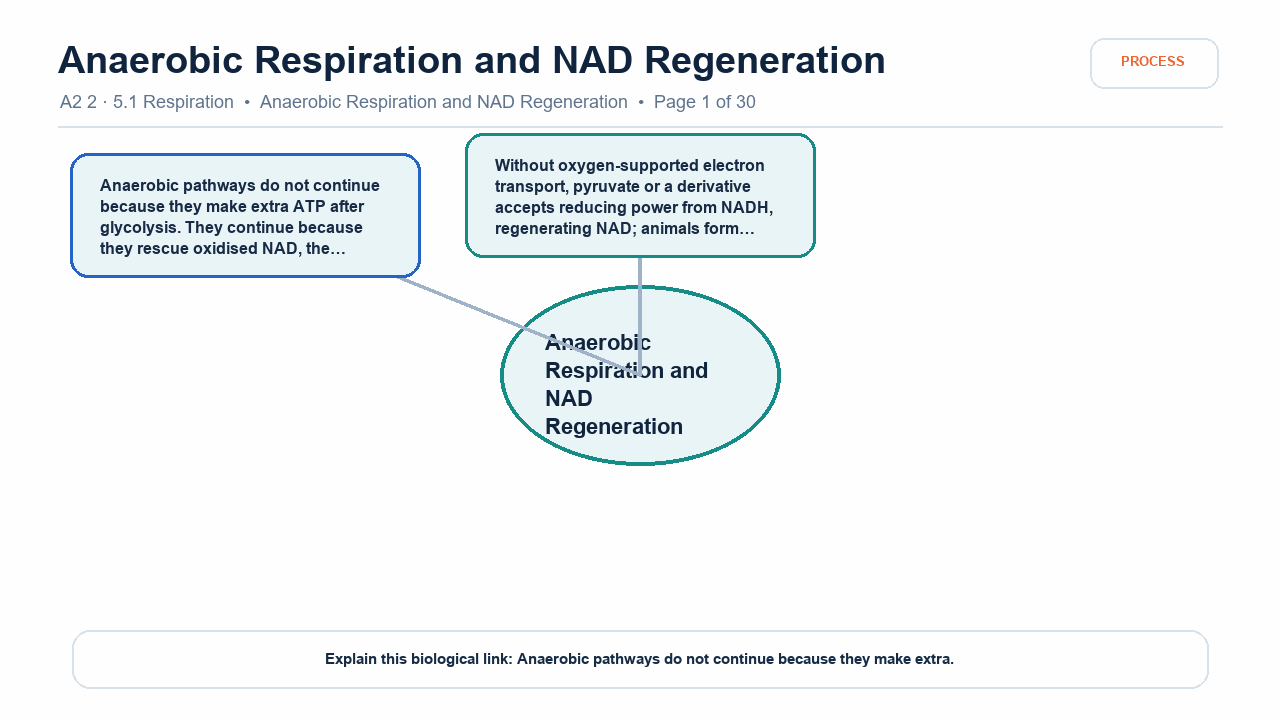 Anaerobic Respiration and NAD Regeneration
PROCESS
A2 2 · 5.1 Respiration • Anaerobic Respiration and NAD Regeneration • Page 1 of 30
Anaerobic pathways do not continue
because they make extra ATP after
glycolysis. They continue because
they rescue oxidised NAD, the…
Without oxygen-supported electron
transport, pyruvate or a derivative
accepts reducing power from NADH,
regenerating NAD; animals form…
Anaerobic
Respiration and
NAD
Regeneration
Explain this biological link: Anaerobic pathways do not continue because they make extra.